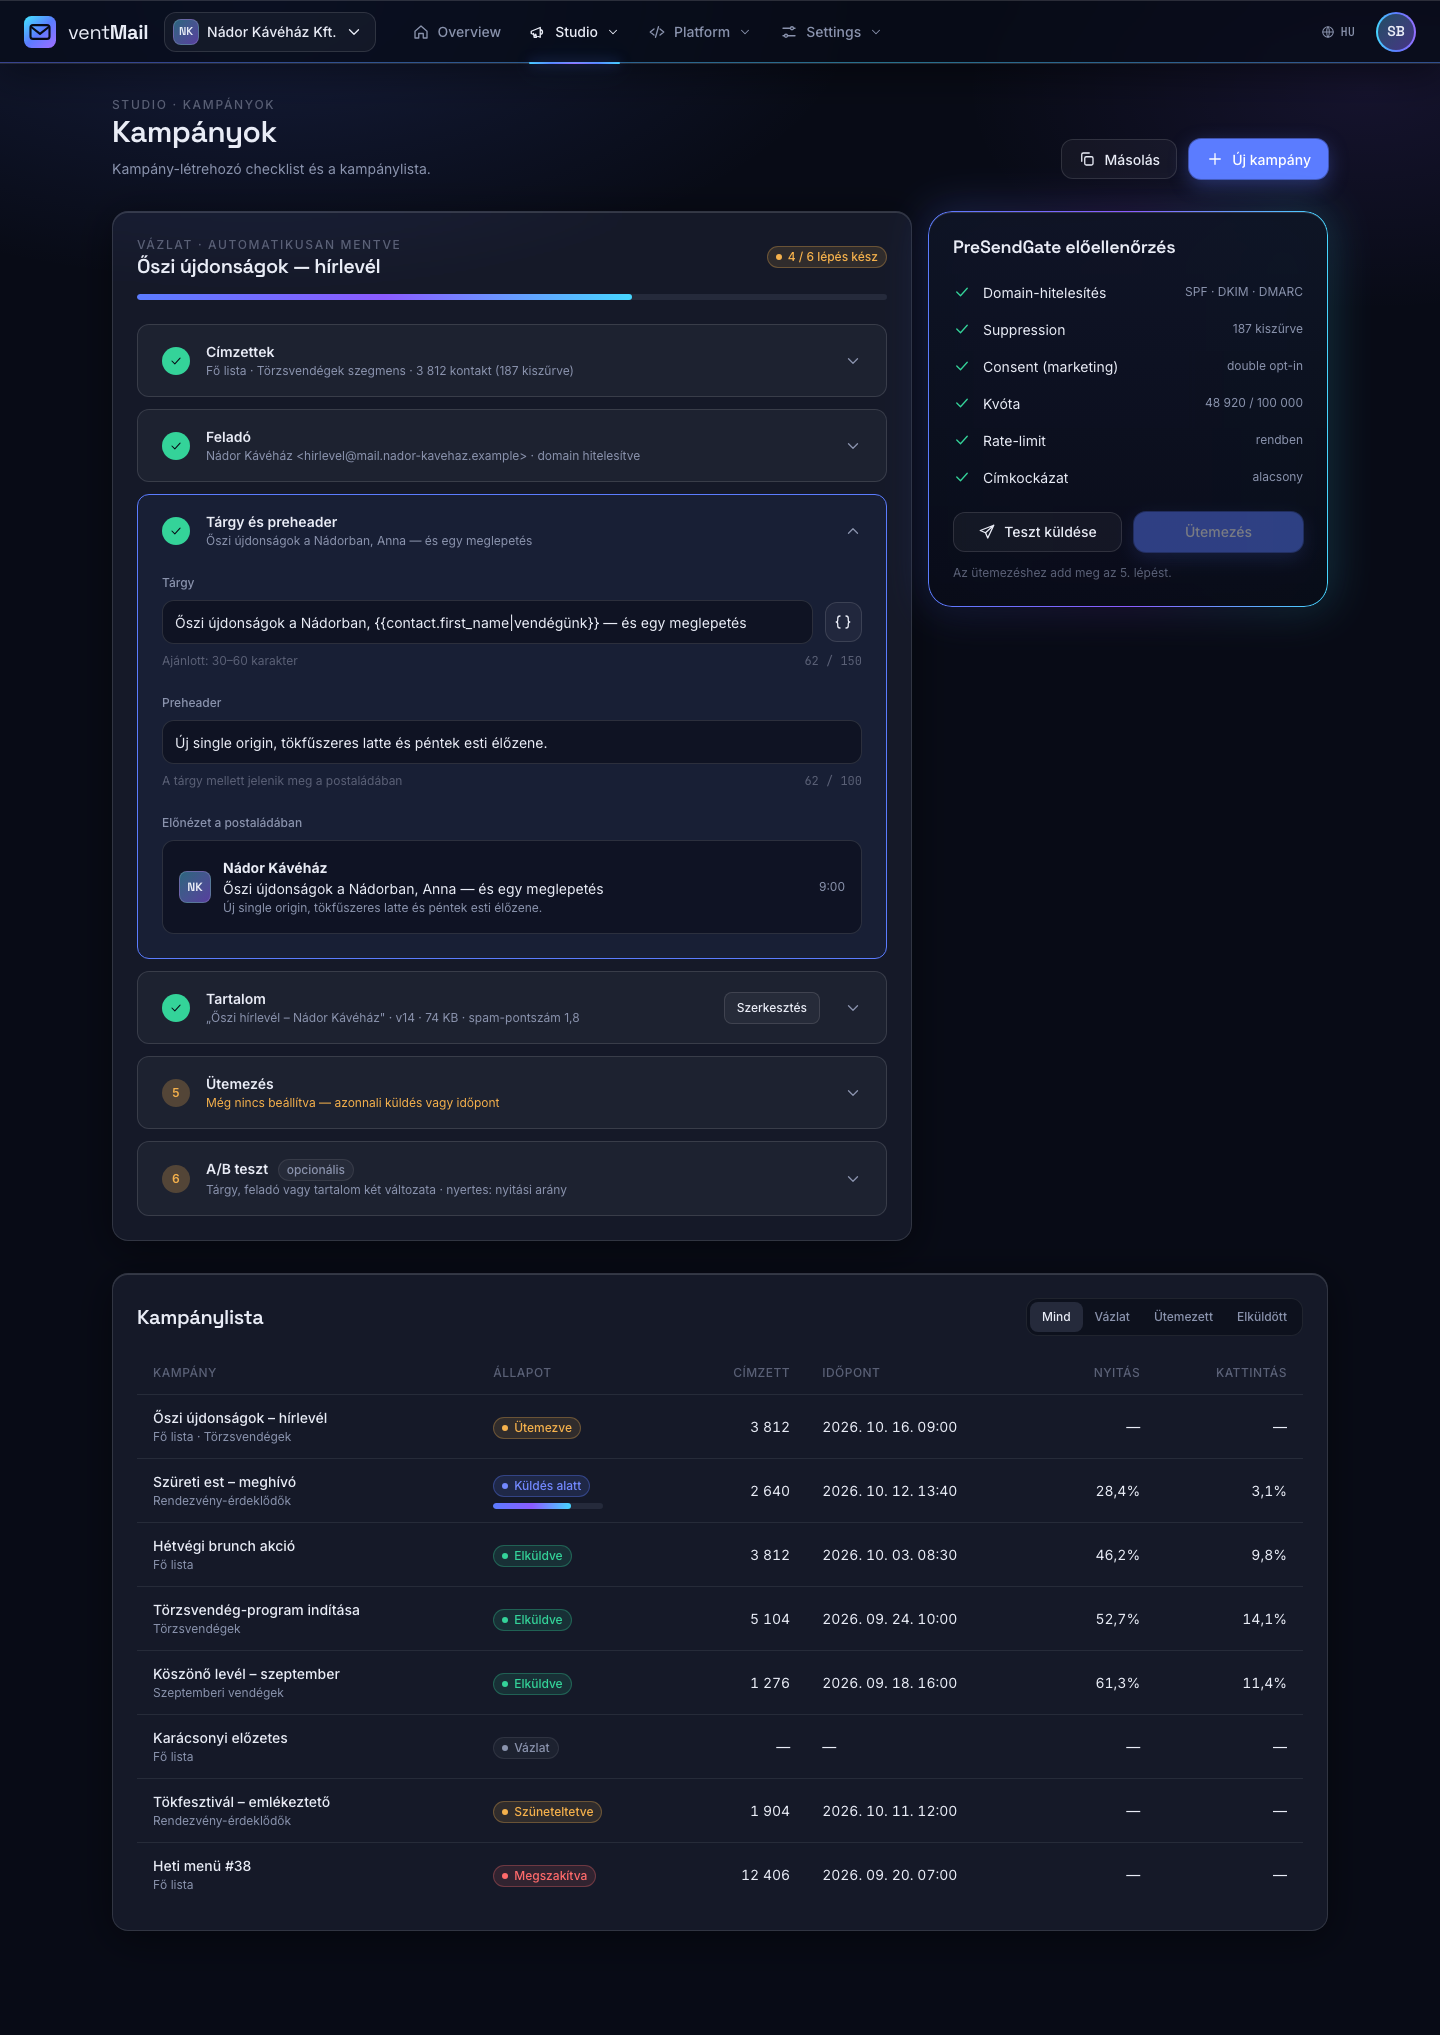 ventMail
NK Nádor Kávéház Kft.
Overview
Studio
Platform
Settings
HU
SB
STUDIO · KAMPÁNYOK
Kampányok
Kampány-létrehozó checklist és a kampánylista.
Másolás
Új kampány
VÁZLAT · AUTOMATIKUSAN MENTVE
Őszi újdonságok — hírlevél
4 / 6 lépés kész
Címzettek
Fő lista · Törzsvendégek szegmens · 3 812 kontakt (187 kiszűrve)
Feladó
Nádor Kávéház <hirlevel@mail.nador-kavehaz.example> · domain hitelesítve
Tárgy és preheader
Őszi újdonságok a Nádorban, Anna — és egy meglepetés
Tárgy
Őszi újdonságok a Nádorban, {{contact.first_name|vendégünk}} — és egy meglepetés
{}
Ajánlott: 30–60 karakter
62 / 150
Preheader
Új single origin, tökfűszeres latte és péntek esti élőzene.
A tárgy mellett jelenik meg a postaládában
62 / 100
Előnézet a postaládában
NK
Nádor Kávéház
Őszi újdonságok a Nádorban, Anna — és egy meglepetés
Új single origin, tökfűszeres latte és péntek esti élőzene.
9:00
Tartalom
„Őszi hírlevél – Nádor Kávéház" · v14 · 74 KB · spam-pontszám 1,8
Szerkesztés
5
Ütemezés
Még nincs beállítva — azonnali küldés vagy időpont
6
A/B teszt opcionális
Tárgy, feladó vagy tartalom két változata · nyertes: nyitási arány
PreSendGate előellenőrzés
Domain-hitelesítés SPF · DKIM · DMARC
Suppression 187 kiszűrve
Consent (marketing) double opt-in
Kvóta 48 920 / 100 000
Rate-limit rendben
Címkockázat alacsony
Teszt küldése
Ütemezés
Az ütemezéshez add meg az 5. lépést.
Kampánylista
Mind Vázlat Ütemezett Elküldött
KAMPÁNY ÁLLAPOT CÍMZETT IDŐPONT NYITÁS KATTINTÁS
Őszi újdonságok – hírlevél
Fő lista · Törzsvendégek
Ütemezve 3 812 2026. 10. 16. 09:00 — —
Szüreti est – meghívó
Rendezvény-érdeklődők
Küldés alatt 2 640 2026. 10. 12. 13:40 28,4% 3,1%
Hétvégi brunch akció
Fő lista
Elküldve 3 812 2026. 10. 03. 08:30 46,2% 9,8%
Törzsvendég-program indítása
Törzsvendégek
Elküldve 5 104 2026. 09. 24. 10:00 52,7% 14,1%
Köszönő levél – szeptember
Szeptemberi vendégek
Elküldve 1 276 2026. 09. 18. 16:00 61,3% 11,4%
Karácsonyi előzetes
Fő lista
Vázlat — — — —
Tökfesztivál – emlékeztető
Rendezvény-érdeklődők
Szüneteltetve 1 904 2026. 10. 11. 12:00 — —
Heti menü #38
Fő lista
Megszakítva 12 406 2026. 09. 20. 07:00 — —